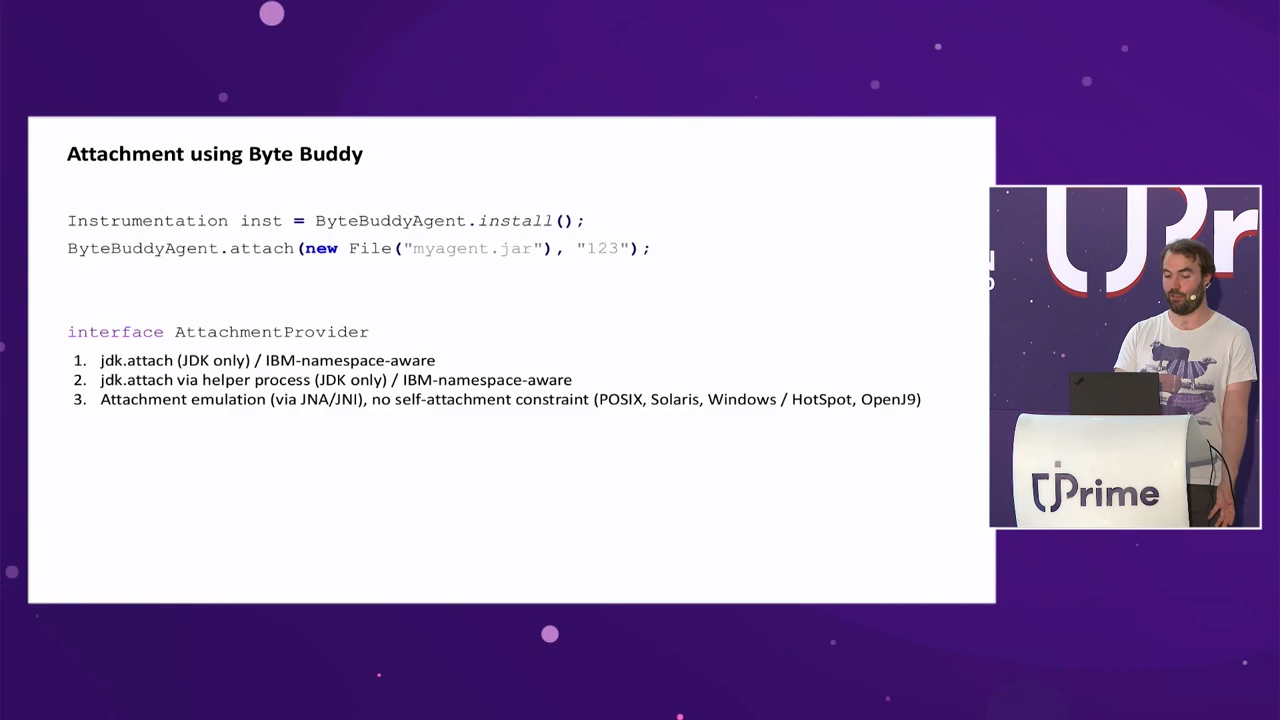 Attachment using Byte Buddy
Instrumentation inst = ByteBuddyAgent.install();
ByteBuddyAgent.attach(new File("myagent.jar"), "123");
interface AttachmentProvider
1. jdk.attach (JDK only) / IBM-namespace-aware
2. jdk.attach via helper process (JDK only) / IBM-namespace-aware
3. Attachment emulation (via JNA/JNI), no self-attachment constraint (POSIX, Solaris, Windows / HotSpot, OpenJ9)
jPrime